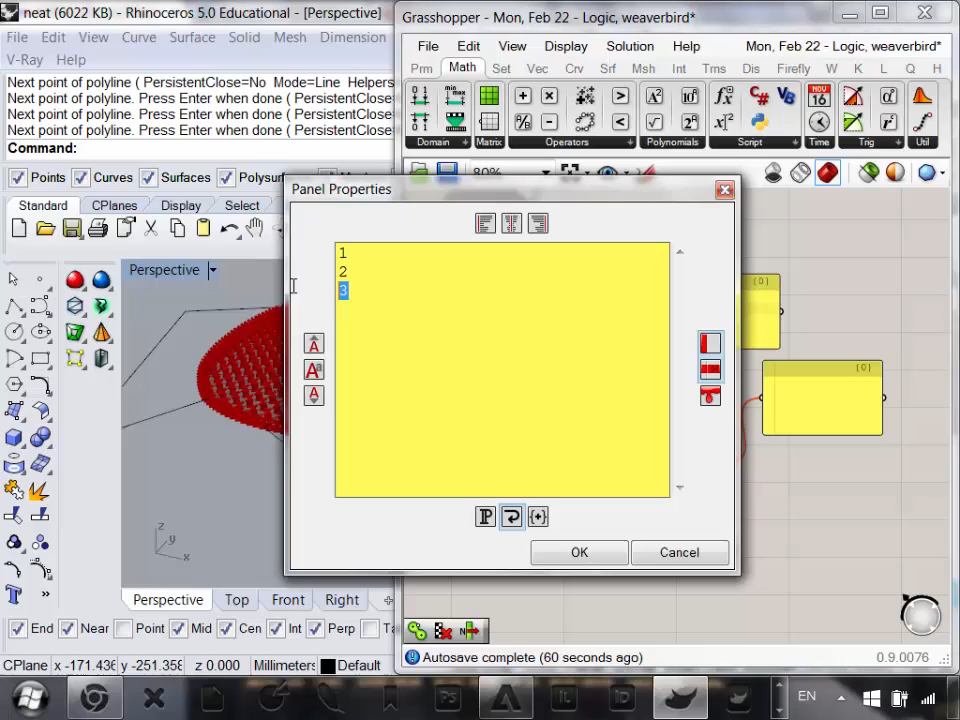 neat (6022 KB) - Rhinoceros 5.0 Educational - [Perspective]
File Edit View Curve Surface Solid Mesh Dimension
V-Ray Help
Next point of polyline ( PersistentClose=No Mode=Line Helpers
Next point of polyline. Press Enter when done ( PersistentClose=
Next point of polyline. Press Enter when done ( PersistentClose=
Next point of polyline. Press Enter when done ( PersistentClose=
Command:
Points Curves Surfaces Polysurf
Standard CPlanes Display Select
Perspective
z
y
x
Perspective Top Front Right
End Near Point Mid Cen Int Perp Ta
CPlane x -171.436 y -251.358 z 0.000 Millimeters Default
Grasshopper - Mon, Feb 22 - Logic, weaverbird*
File Edit View Display Solution Help Mon, Feb 22 - Logic, weaverbird*
Prm Math Set Vec Crv Srf Msh Int Trns Dis Firefly W K L Q H
Domain Matrix Operators Polynomials Script Time Trig Util
80%
Panel Properties
1
2
3
OK Cancel
{0}
{0}
Autosave complete (60 seconds ago) 0.9.0076
EN